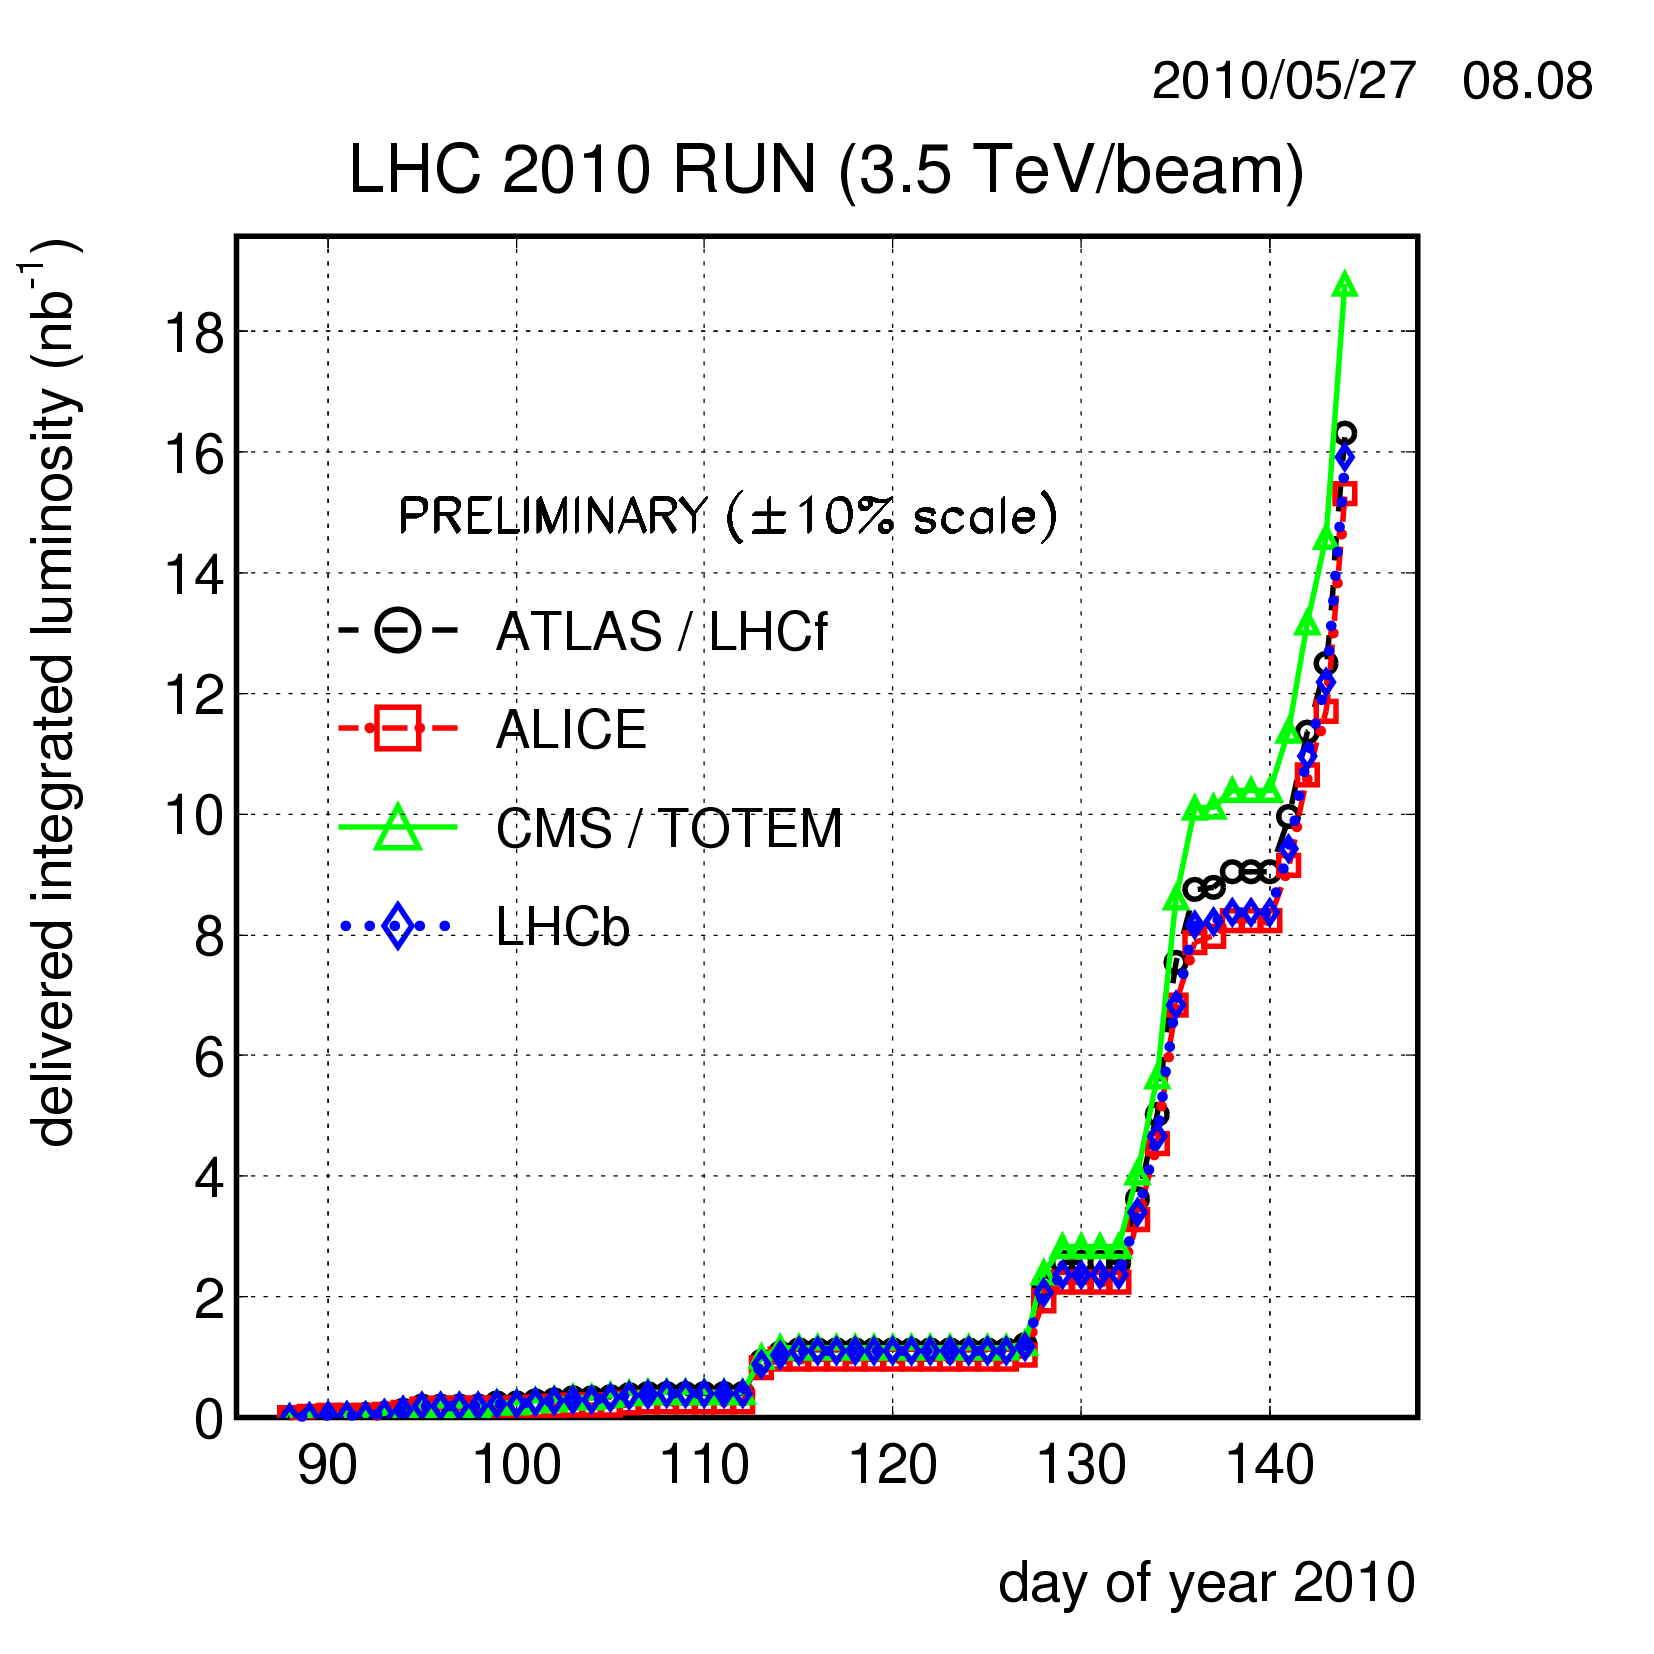 2010/05/27 08.08
LHC 2010 RUN (3.5 TeV/beam)
delivered integrated luminosity (nb⁻¹)
18
16
14
12
10
8
6
4
2
0
PRELIMINARY (±10% scale)
ATLAS / LHCf
ALICE
CMS / TOTEM
LHCb
90 100 110 120 130 140
day of year 2010